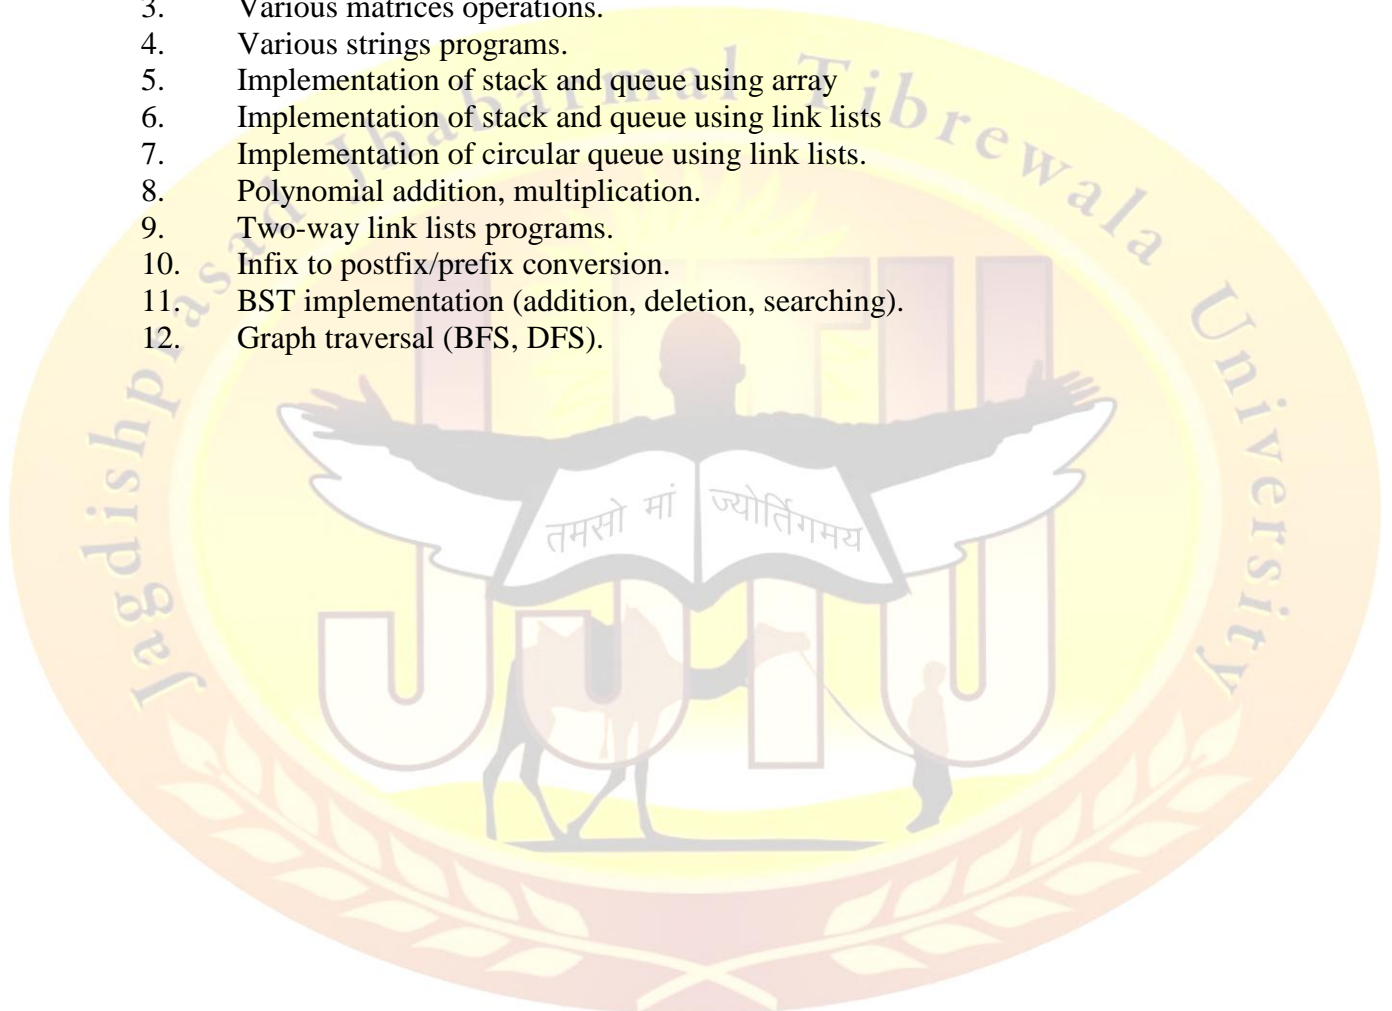 3. Various matrices operations.
4. Various strings programs.
5. Implementation of stack and queue using array
6. Implementation of stack and queue using link lists
7. Implementation of circular queue using link lists.
8. Polynomial addition, multiplication.
9. Two-way link lists programs.
10. Infix to postfix/prefix conversion.
11. BST implementation (addition, deletion, searching).
12. Graph traversal (BFS, DFS).
Jagdishprasad Jhabarmal Tibrewala University
JJTU
तमसो मां ज्योर्तिगमय